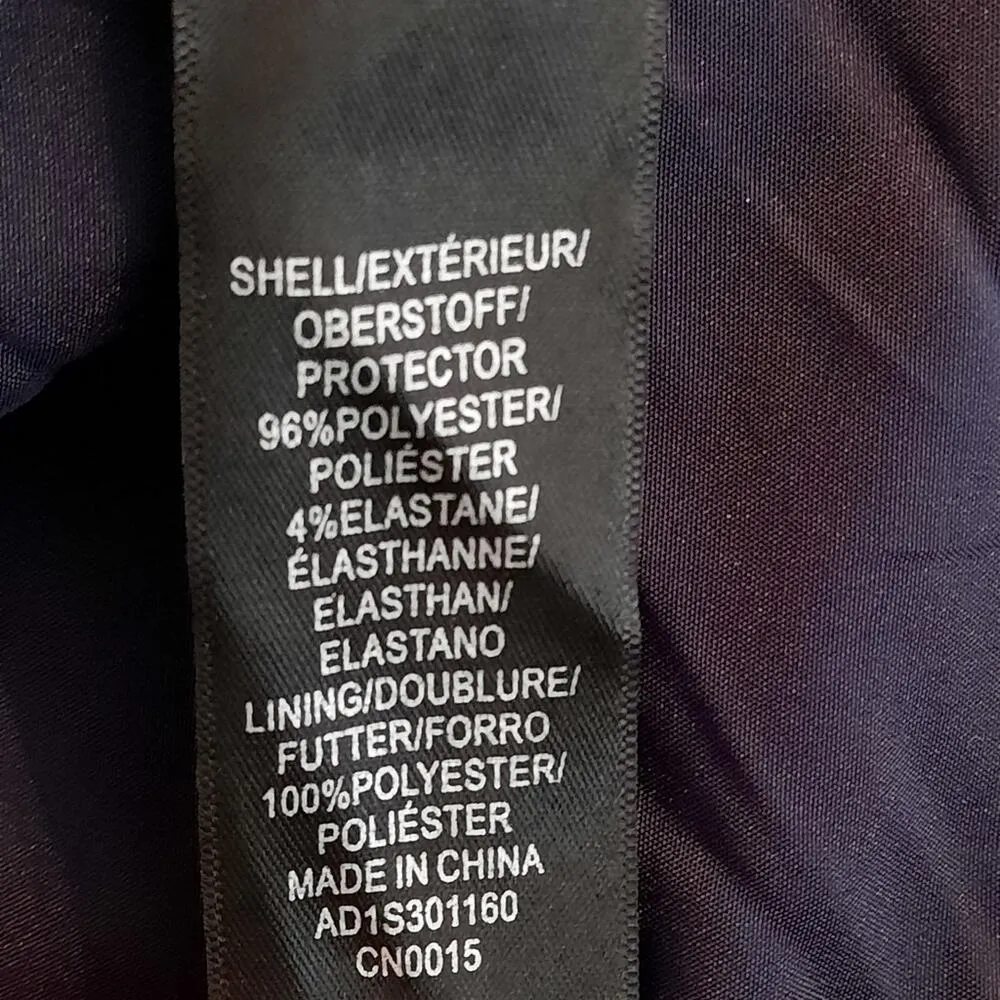 SHELL/EXTÉRIEUR/
OBERSTOFF/
PROTECTOR
96%POLYESTER/
POLIÉSTER
4%ELASTANE/
ÉLASTHANNE/
ELASTHAN/
ELASTANO
LINING/DOUBLURE/
FUTTER/FORRO
100%POLYESTER/
POLIÉSTER
MADE IN CHINA
AD1S301160
CN0015